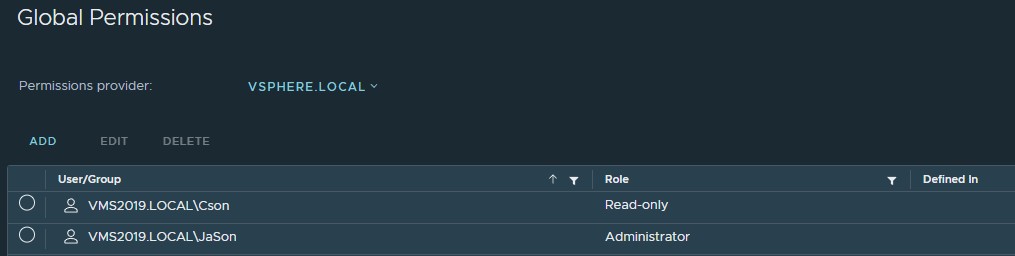 Global Permissions
Permissions provider: VSPHERE.LOCAL
ADD EDIT DELETE
User/Group Role Defined In
VMS2019.LOCAL\Cson Read-only
VMS2019.LOCAL\JaSon Administrator